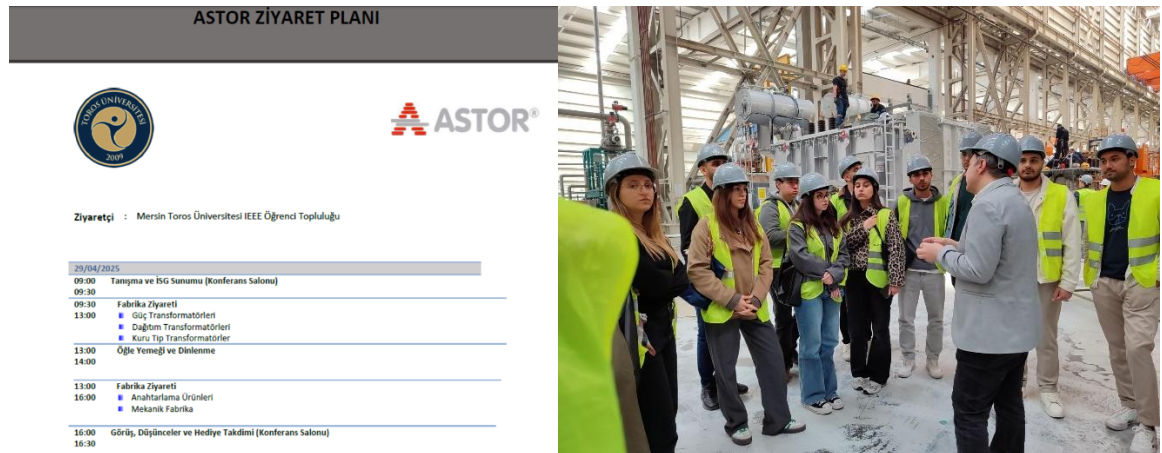 ASTOR ZİYARET PLANI
TOROS ÜNİVERSİTESİ
2009
ASTOR®
Ziyaretçi : Mersin Toros Üniversitesi IEEE Öğrenci Topluluğu
29/04/2025
09:00 Tanışma ve İSG Sunumu (Konferans Salonu)
09:30
09:30 Fabrika Ziyareti
13:00 Güç Transformatörleri
Dağıtım Transformatörleri
Kuru Tip Transformatörler
13:00 Öğle Yemeği ve Dinlenme
14:00
13:00 Fabrika Ziyareti
16:00 Anahtarlama Ürünleri
Mekanik Fabrika
16:00 Görüş, Düşünceler ve Hediye Takdimi (Konferans Salonu)
16:30